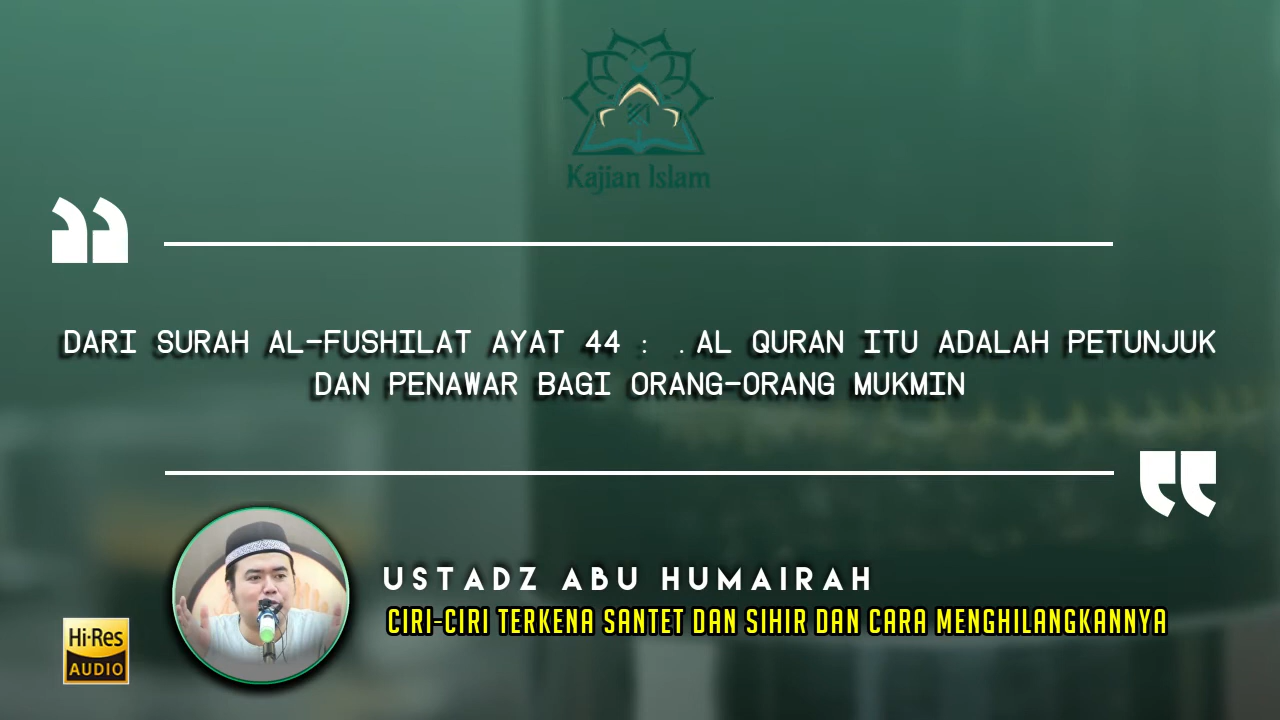 Kajian Islam
DARI SURAH AL-FUSHILAT AYAT 44 : .AL QURAN ITU ADALAH PETUNJUK
DAN PENAWAR BAGI ORANG-ORANG MUKMIN
USTADZ ABU HUMAIRAH
CIRI-CIRI TERKENA SANTET DAN SIHIR DAN CARA MENGHILANGKANNYA
Hi-Res
AUDIO